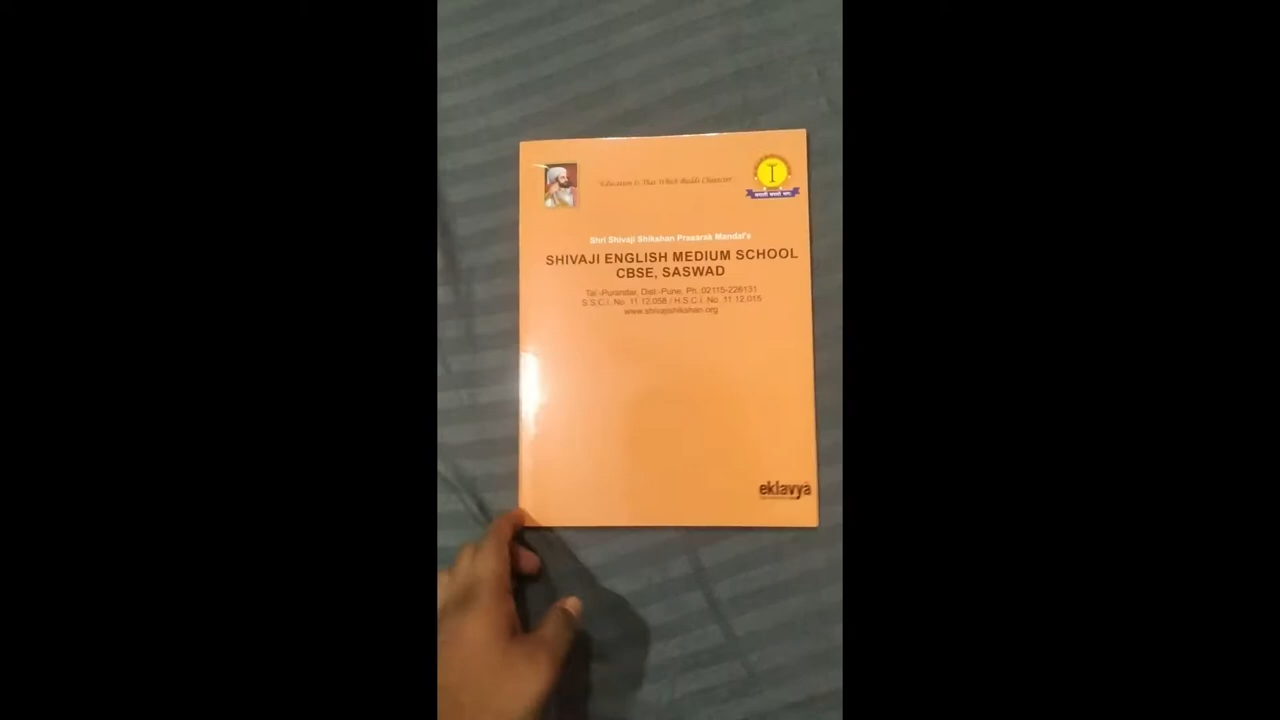 "Education Is That Which Builds Character"
Shri Shivaji Shikshan Prasarak Mandal's
SHIVAJI ENGLISH MEDIUM SCHOOL
CBSE, SASWAD
Tal.-Purandar, Dist.-Pune. Ph.:02115-226131
S.S.C.I. No. 11.12.058 / H.S.C.I. No. 11.12.015
www.shivajishikshan.org
eklavya